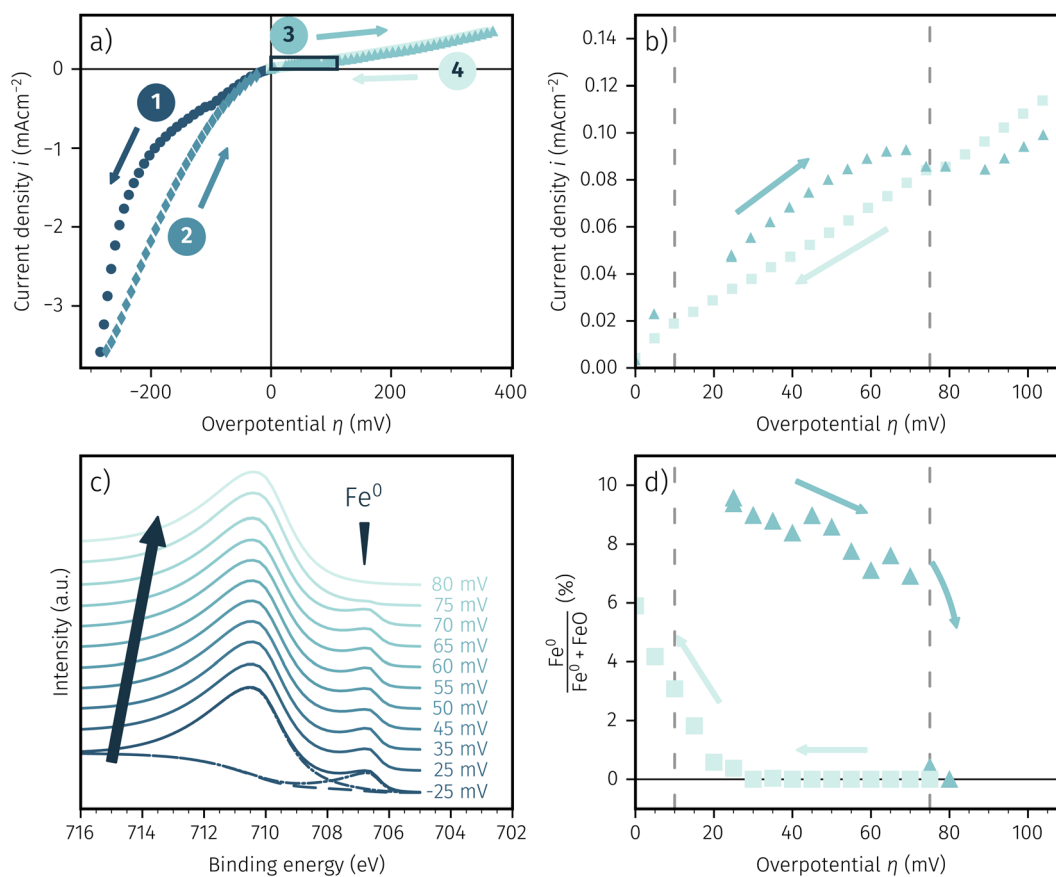 a)
3
4
1
2
0
−1
−2
−3
Current density i (mAcm⁻²)
−200
0
200
400
Overpotential η (mV)
b)
0.14
0.12
0.10
0.08
0.06
0.04
0.02
0.00
Current density i (mAcm⁻²)
0
20
40
60
80
100
Overpotential η (mV)
c)
Fe⁰
80 mV
75 mV
70 mV
65 mV
60 mV
55 mV
50 mV
45 mV
35 mV
25 mV
-25 mV
Intensity (a.u.)
716
714
712
710
708
706
704
702
Binding energy (eV)
d)
10
8
6
4
2
0
Fe⁰
Fe⁰ + FeO
(%)
0
20
40
60
80
100
Overpotential η (mV)